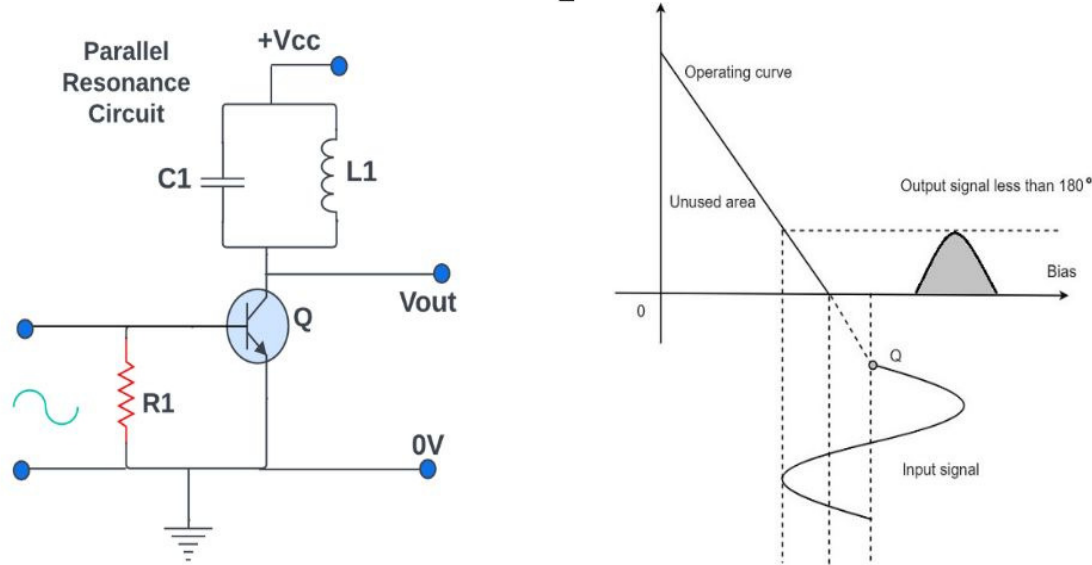 Parallel
Resonance
Circuit
+Vcc
C1
L1
Vout
Q
R1
0V
Operating curve
Unused area
Output signal less than 180°
Bias
0
Q
Input signal